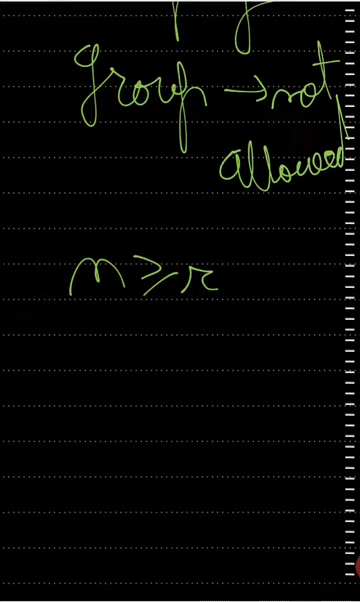 group → not
allowed
n ≥ r